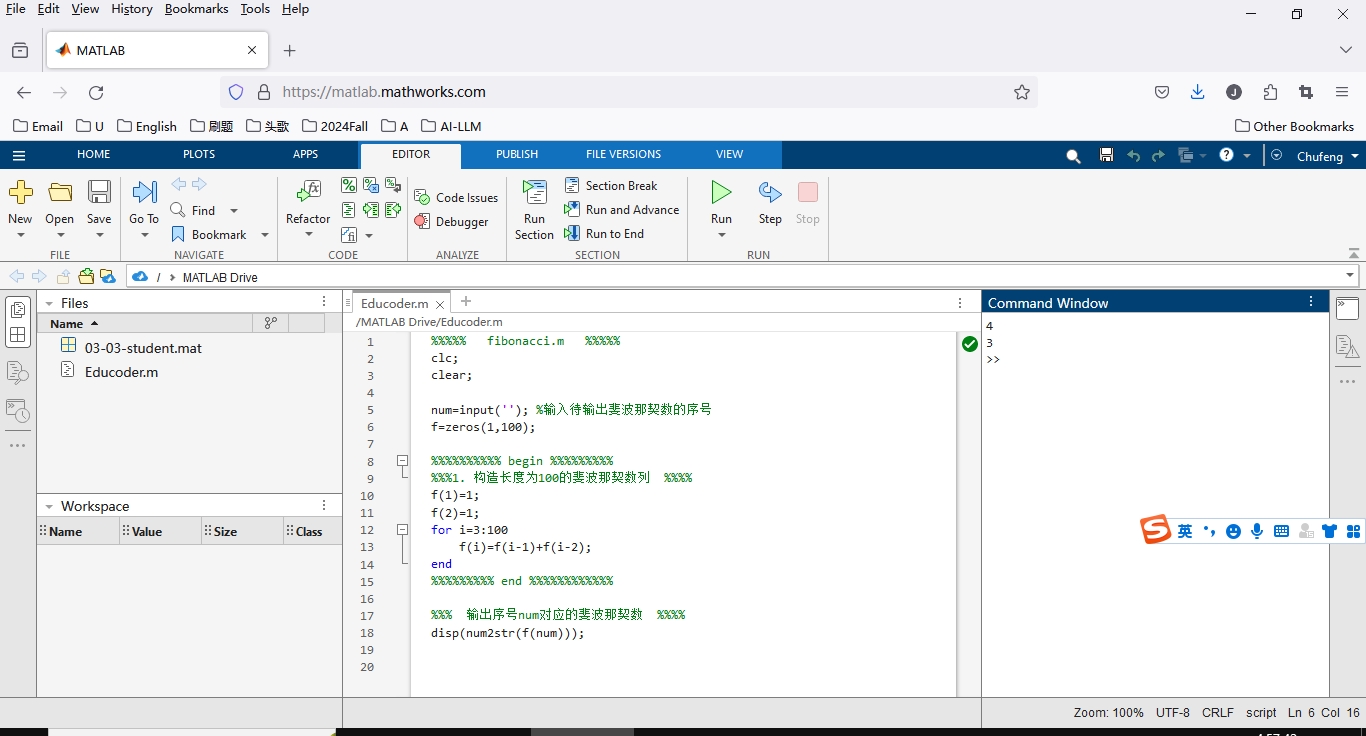 File Edit View History Bookmarks Tools Help
MATLAB
https://matlab.mathworks.com
Email U English 刷题 头歌 2024Fall A AI-LLM Other Bookmarks
HOME PLOTS APPS EDITOR PUBLISH FILE VERSIONS VIEW Chufeng
New Open Save Go To Find Bookmark Refactor Code Issues Debugger Run Section Section Break Run and Advance Run to End Run Step Stop
FILE NAVIGATE CODE ANALYZE SECTION RUN
/ MATLAB Drive
Files
Name
03-03-student.mat
Educoder.m
Workspace
Name Value Size Class
Educoder.m
/MATLAB Drive/Educoder.m
1 %%%%% fibonacci.m %%%%%
2 clc;
3 clear;
4
5 num=input(''); %输入待输出斐波那契数的序号
6 f=zeros(1,100);
7
8 %%%%%%%%%% begin %%%%%%%%%
9 %%%1. 构造长度为100的斐波那契数列 %%%%
10 f(1)=1;
11 f(2)=1;
12 for i=3:100
13 f(i)=f(i-1)+f(i-2);
14 end
15 %%%%%%%%% end %%%%%%%%%%%%
16
17 %%% 输出序号num对应的斐波那契数 %%%%
18 disp(num2str(f(num)));
19
20
Command Window
4
3
>>
英
Zoom: 100% UTF-8 CRLF script Ln 6 Col 16